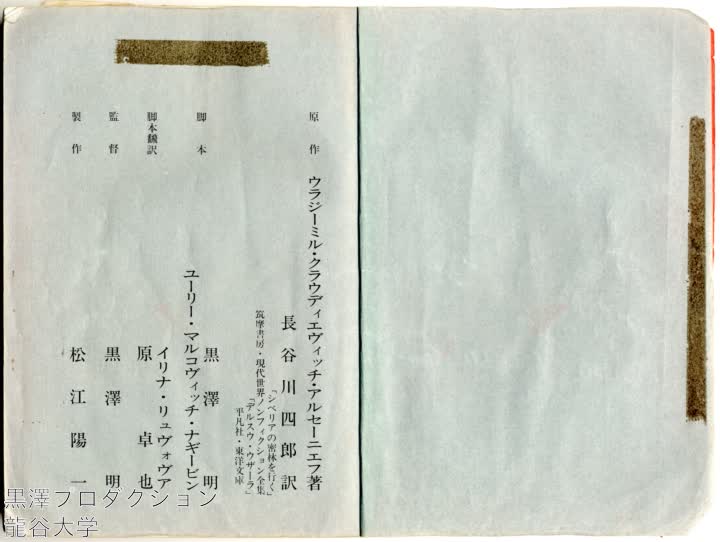 原作 ウラジーミル・クラウディエヴィッチ・アルセーニエフ著
長谷川四郎訳
「シベリアの密林を行く」
筑摩書房・現代世界ノンフィクション全集
「デルスウ・ウザーラ」
平凡社・東洋文庫
脚本 黒澤明
ユーリー・マルコヴィッチ・ナギービン
脚本飜訳 イリナ・リュヴォヴァ
原卓也
監督 黒澤明
製作 松江陽一
黒澤プロダクション
龍谷大学